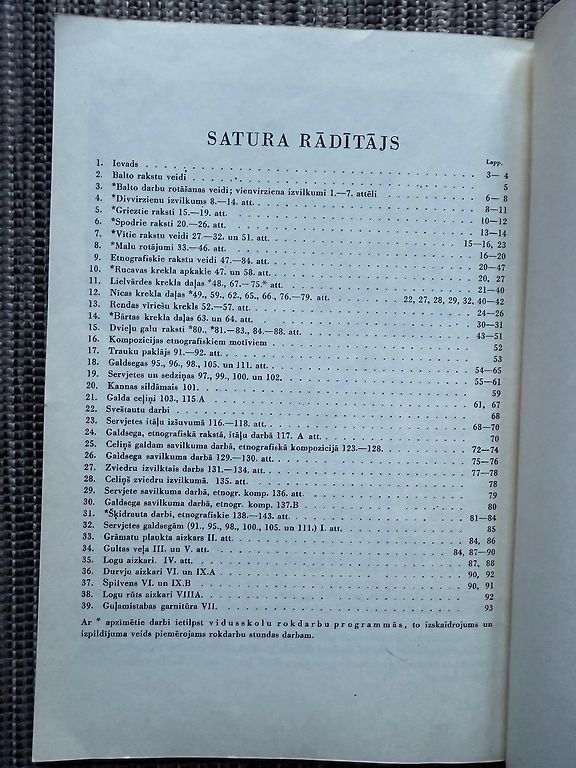 SATURA RĀDĪTĀJS
Lapp.
1. Ievads 3—4
2. Balto rakstu veidi 5
3. *Balto darbu rotāšanas veidi; vienvirziena izvilkumi 1.—7. attēli 6—8
4. *Divvirzienu izvilkums 8.—14. att. 8—11
5. *Grieztie raksti 15.—19. att. 10—12
6. *Spodrie raksti 20.—26. att. 13—14
7. *Vītie rakstu veidi 27.—32. un 51. att. 15—16, 23
8. *Malu rotājumi 33.—46. att. 16—20
9. Etnografiskie rakstu veidi 47.—84. att. 20—47
10. *Rucavas krekla apkakle 47. un 58. att. 20, 27
11. Lielvārdes krekla daļas *48., 67.—75.* att. 21—40
12. Nīcas krekla daļas *49., 59., 62., 65., 66., 76.—79. att. 22, 27, 28, 29, 32, 40—42
13. Rendas vīriešu krekls 52.—57. att. 24—26
14. *Bārtas krekla daļas 63. un 64. att. 30—31
15. Dvieļu galu raksti *80., *81.—83., 84.—88. att. 43—51
16. Kompozicijas etnografiskiem motīviem 52
17. Trauku paklājs 91.—92. att. 53
18. Galdsegas 95., 96., 98., 105. un 111. att. 54—65
19. Servjetes un sedziņas 97., 99., 100. un 102. 55—61
20. Kannas sildāmais 101. 59
21. Galda celiņi 103., 115.A 61, 67
22. Sveštautu darbi 68
23. Servjetes itāļu izšuvumā 116.—118. att. 68—70
24. Galdsega, etnografiskā rakstā, itāļu darbā 117. A att. 70
25. Celiņš galdam savilkuma darbā, etnografiskā kompozicijā 123.—128. 72—74
26. Galdsega savilkuma darbā 129.—130. att. 75—76
27. Zviedru izvilktais darbs 131.—134. att. 77—78
28. Celiņš zviedru izvilkumā. 135. att. 78
29. Servjete savilkuma darbā, etnogr. komp. 136. att. 79
30. Galdsega savilkuma darbā, etnogr. komp. 137.B 80
31. *Šķidrauta darbi, etnografiskie 138.—143. att. 81—84
32. Servjetes galdsegām (91., 95., 98., 100., 105. un 111.) I. att. 85
33. Grāmatu plaukta aizkars II. att. 84, 86
34. Gultas veļa III. un V. att. 84, 87—90
35. Logu aizkari. IV. att. 87, 88
36. Durvju aizkari VI. un IX.A 90, 92
37. Spilvens VI. un IX.B 90, 91
38. Logu rūts aizkari VIIIA. 92
39. Guļamistabas garnitūra VII. 93
Ar * apzīmētie darbi ietilpst vidusskolu rokdarbu programmās, to izskaidrojums un
izpildījuma veids piemērojams rokdarbu stundas darbam.